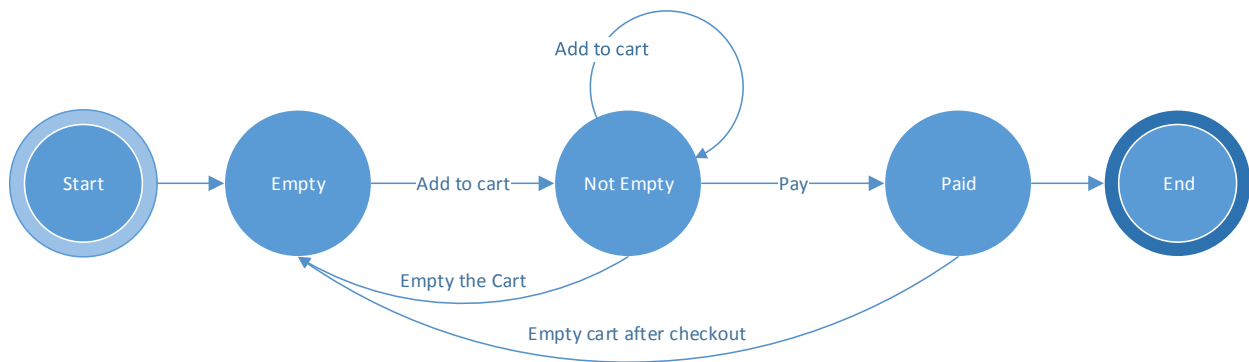 Add to cart
Start
Empty
Add to cart
Not Empty
Pay
Paid
End
Empty the Cart
Empty cart after checkout